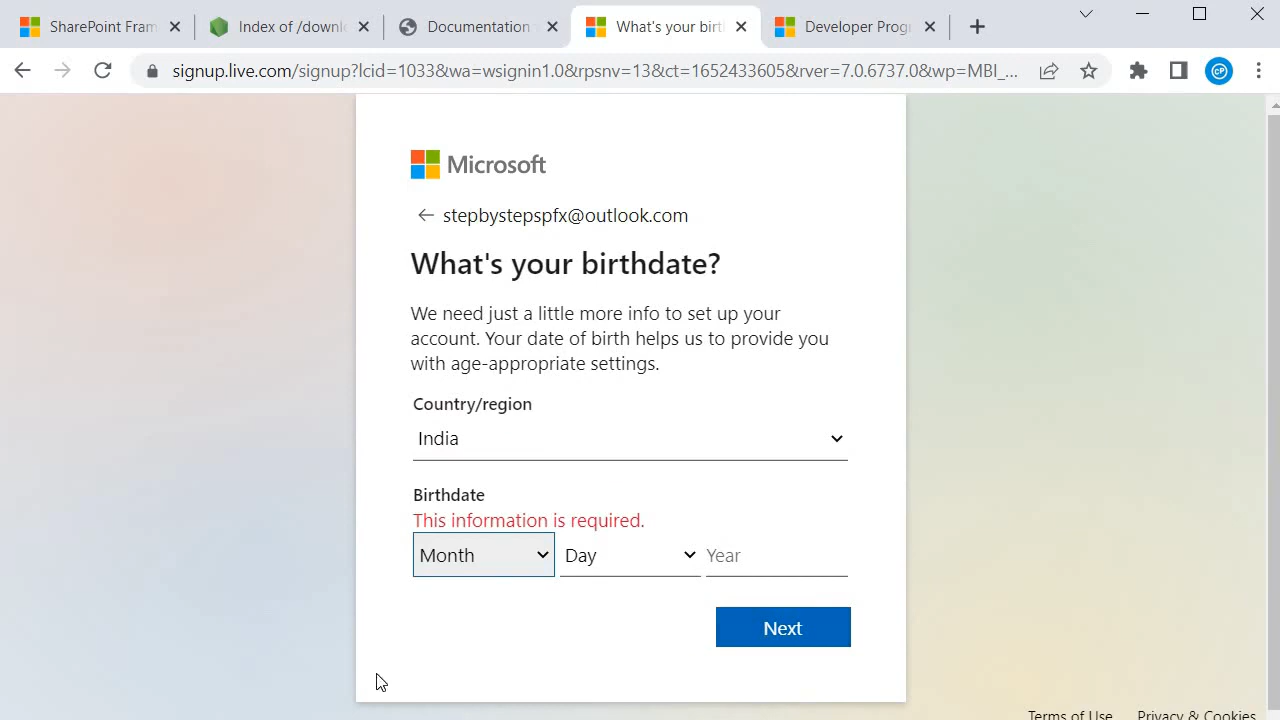 SharePoint Fram
Index of /downl
Documentation
What's your birt
Developer Prog
signup.live.com/signup?lcid=1033&wa=wsignin1.0&rpsnv=13&ct=1652433605&rver=7.0.6737.0&wp=MBI_...
CP
Microsoft
stepbystepspfx@outlook.com
What's your birthdate?
We need just a little more info to set up your
account. Your date of birth helps us to provide you
with age-appropriate settings.
Country/region
India
Birthdate
This information is required.
Month Day Year
Next
Terms of Use Privacy & Cookies